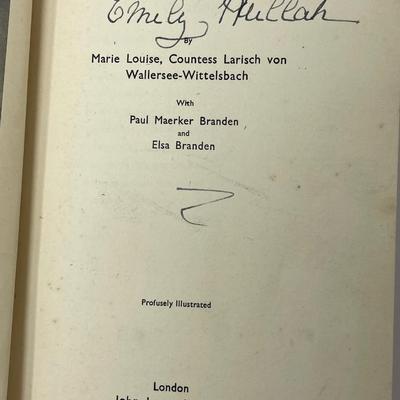 Emily Hullah
By
Marie Louise, Countess Larisch von
Wallersee-Wittelsbach
With
Paul Maerker Branden
and
Elsa Branden
Profusely Illustrated
London
John